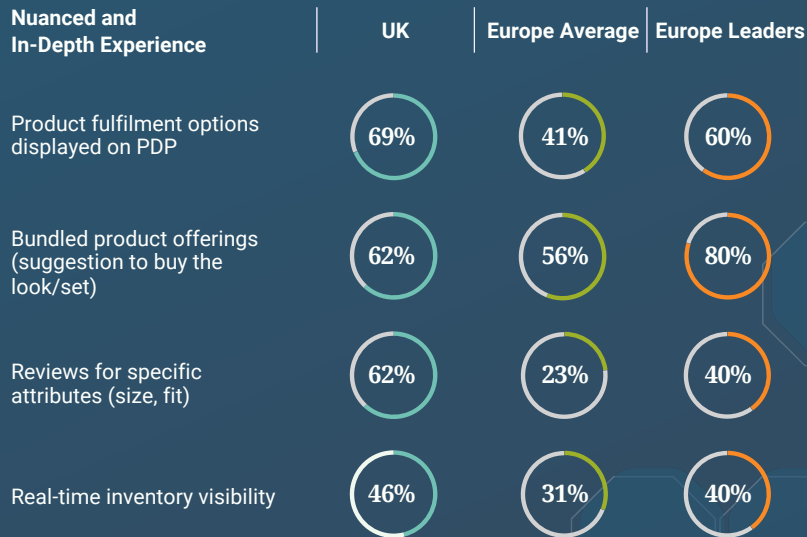 Nuanced and
In-Depth Experience
UK
Europe Average
Europe Leaders
Product fulfilment options
displayed on PDP
69%
41%
60%
Bundled product offerings
(suggestion to buy the
look/set)
62%
56%
80%
Reviews for specific
attributes (size, fit)
62%
23%
40%
Real-time inventory visibility
46%
31%
40%